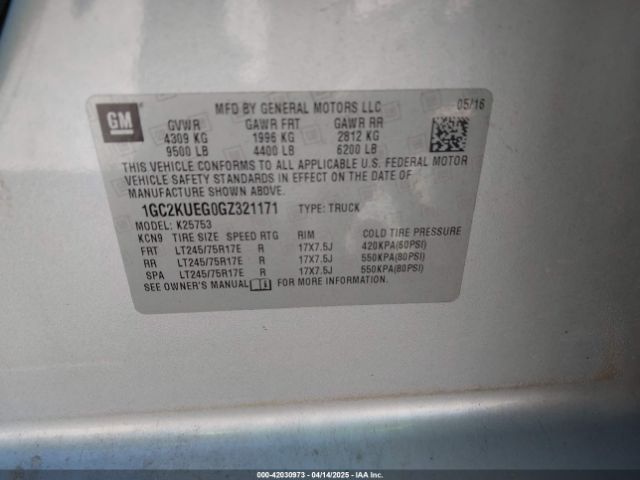 GM
MFD BY GENERAL MOTORS LLC 05/16
GVWR GAWR FRT GAWR RR
4309 KG 1996 KG 2812 KG
9500 LB 4400 LB 6200 LB
THIS VEHICLE CONFORMS TO ALL APPLICABLE U.S. FEDERAL MOTOR
VEHICLE SAFETY STANDARDS IN EFFECT ON THE DATE OF
MANUFACTURE SHOWN ABOVE.
1GC2KUEG0GZ321171 TYPE: TRUCK
MODEL: K25753
KCN9 TIRE SIZE SPEED RTG RIM COLD TIRE PRESSURE
FRT LT245/75R17E R 17X7.5J 420KPA(60PSI)
RR LT245/75R17E R 17X7.5J 550KPA(80PSI)
SPA LT245/75R17E R 17X7.5J 550KPA(80PSI)
SEE OWNER'S MANUAL FOR MORE INFORMATION.
000-42030973 - 04/14/2025 - IAA Inc.